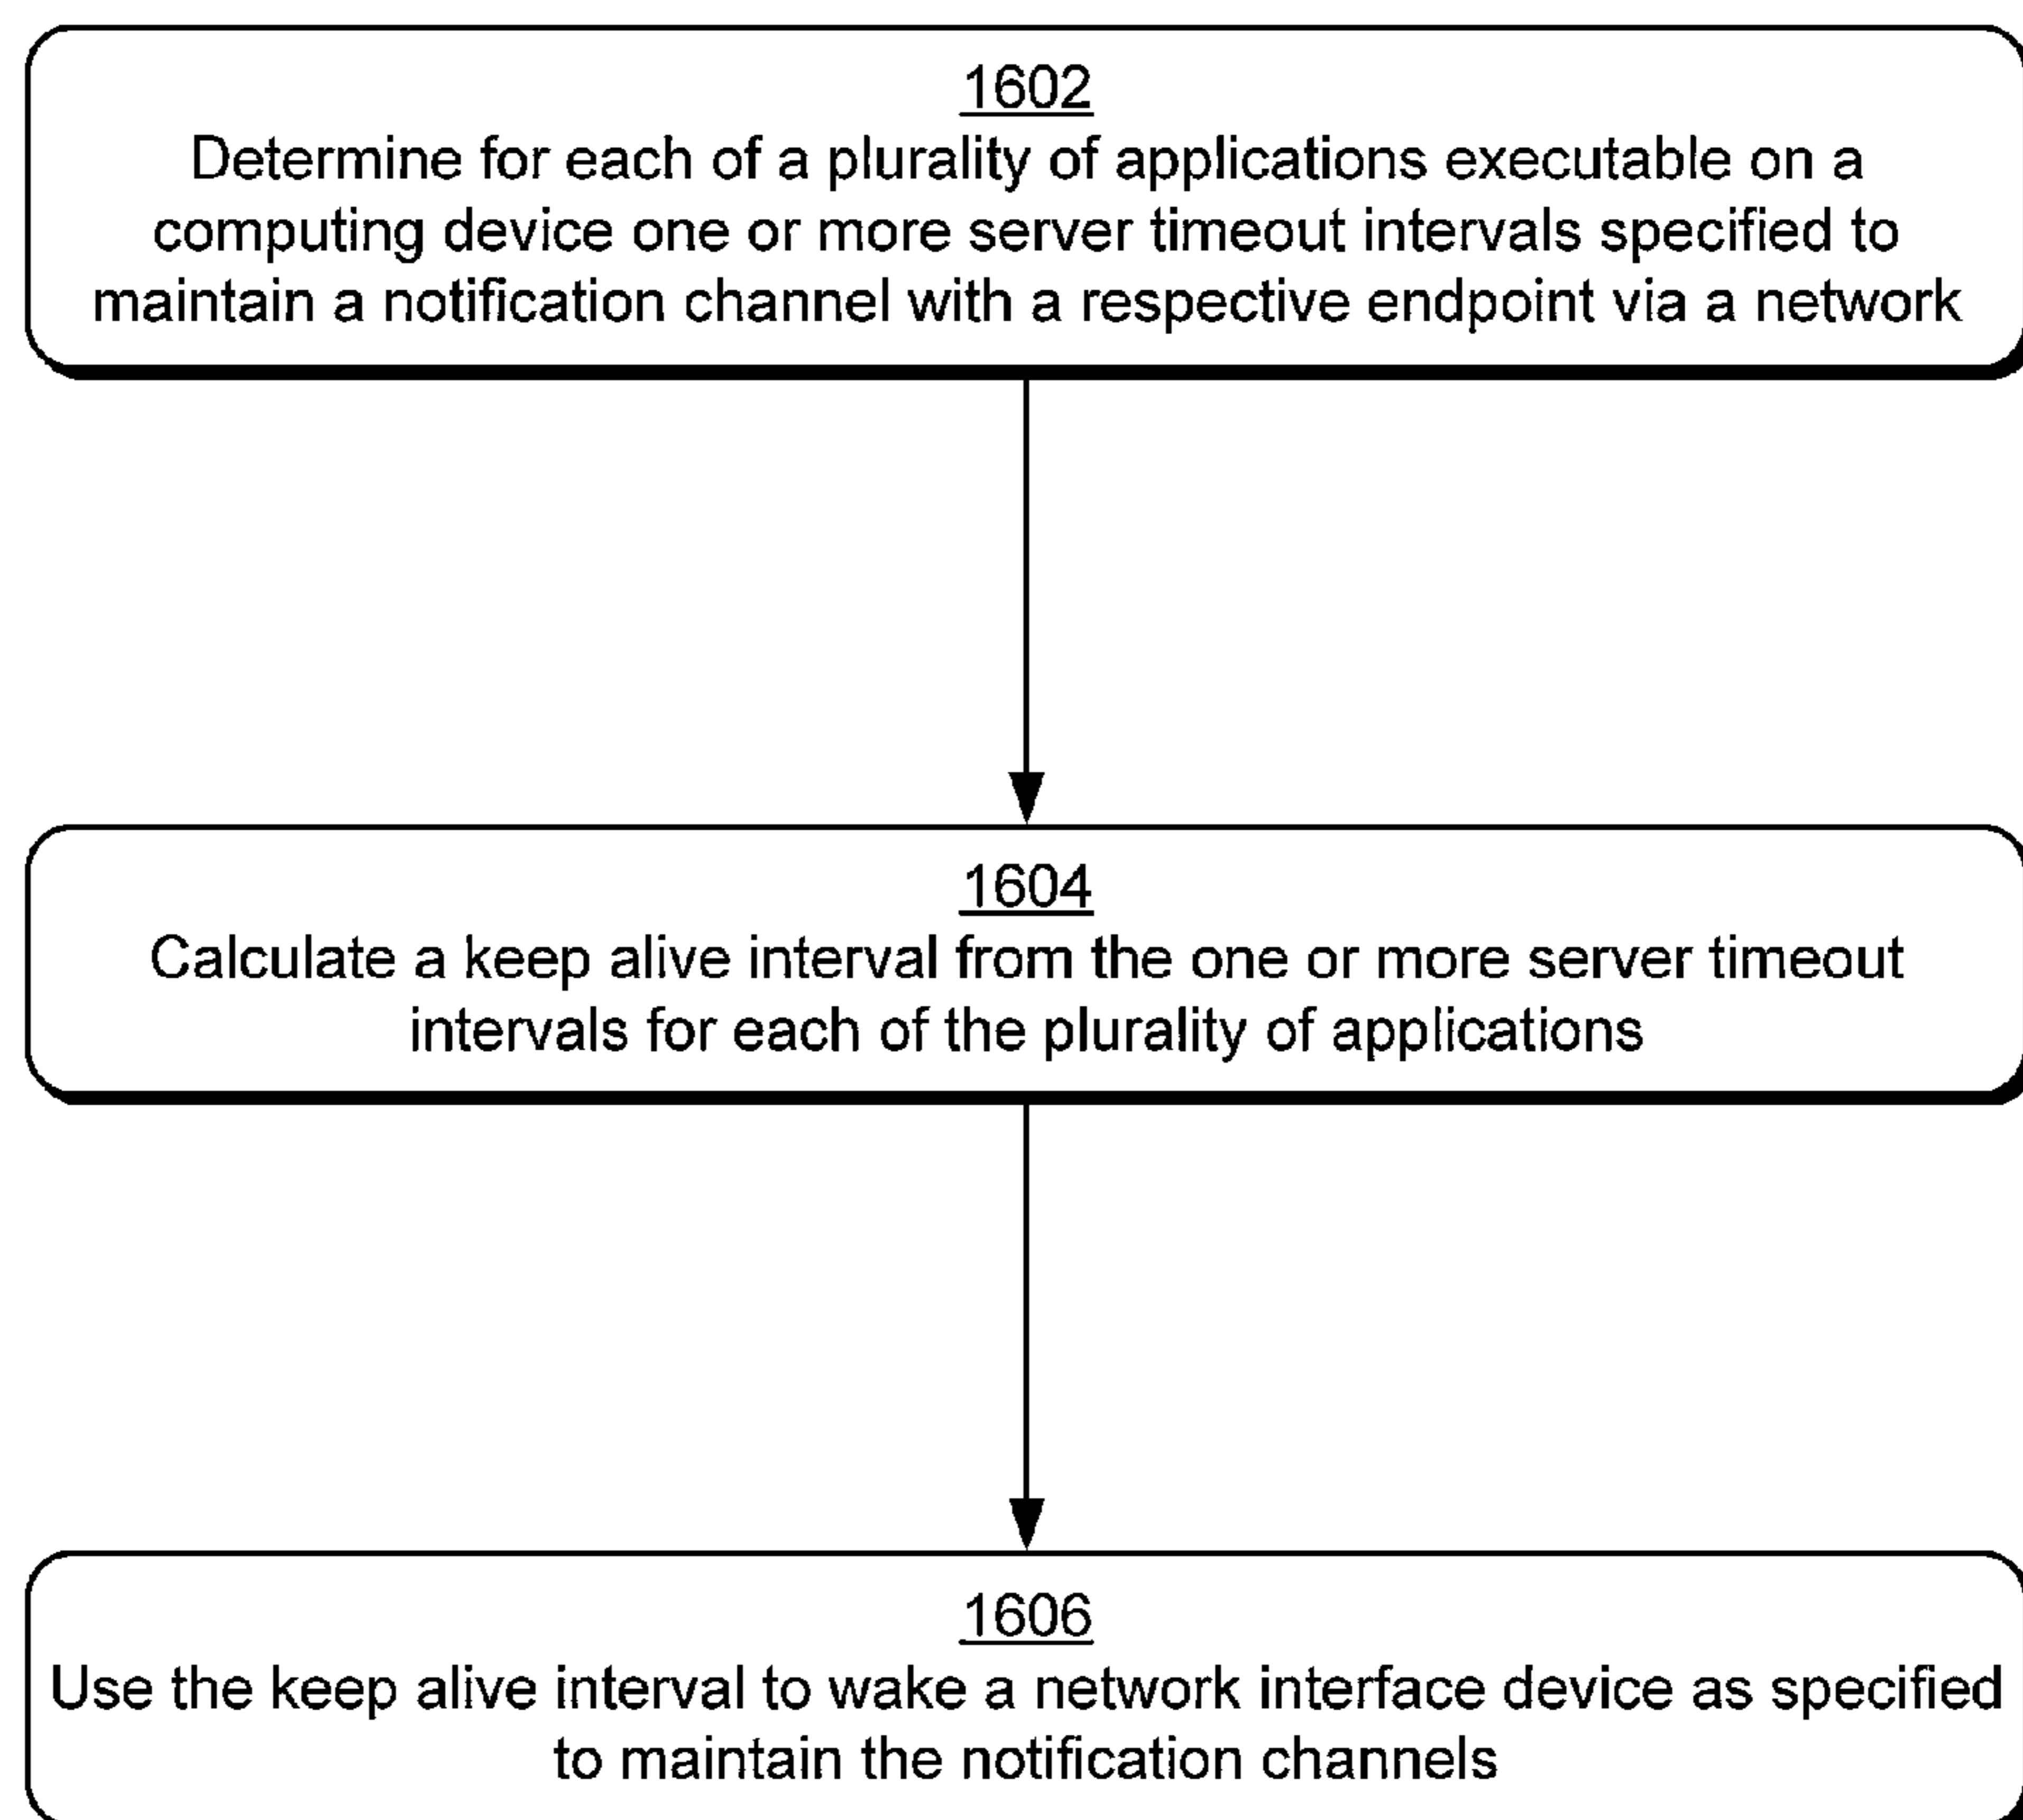 1602
Determine for each of a plurality of applications executable on a
computing device one or more server timeout intervals specified to
maintain a notification channel with a respective endpoint via a network
1604
Calculate a keep alive interval from the one or more server timeout
intervals for each of the plurality of applications
1606
Use the keep alive interval to wake a network interface device as specified
to maintain the notification channels